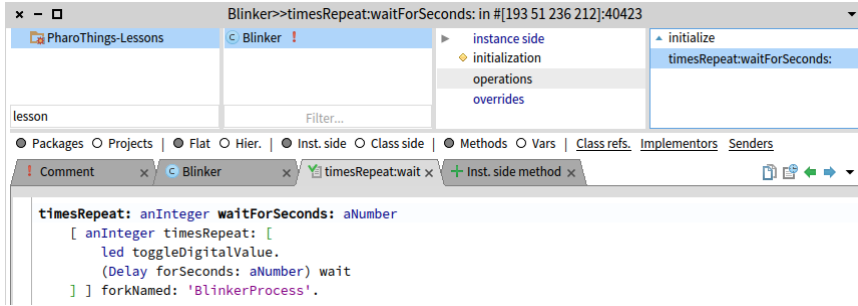 Blinker>>timesRepeat:waitForSeconds: in #[193 51 236 212]:40423
PharoThings-Lessons
lesson
C Blinker !
Filter...
instance side
initialization
operations
overrides
initialize
timesRepeat:waitForSeconds:
Packages Projects | Flat Hier. | Inst. side Class side | Methods Vars | Class refs. Implementors Senders
! Comment x C Blinker x timesRepeat:wait x + Inst. side method x
timesRepeat: anInteger waitForSeconds: aNumber
[ anInteger timesRepeat: [
led toggleDigitalValue.
(Delay forSeconds: aNumber) wait
] ] forkNamed: 'BlinkerProcess'.